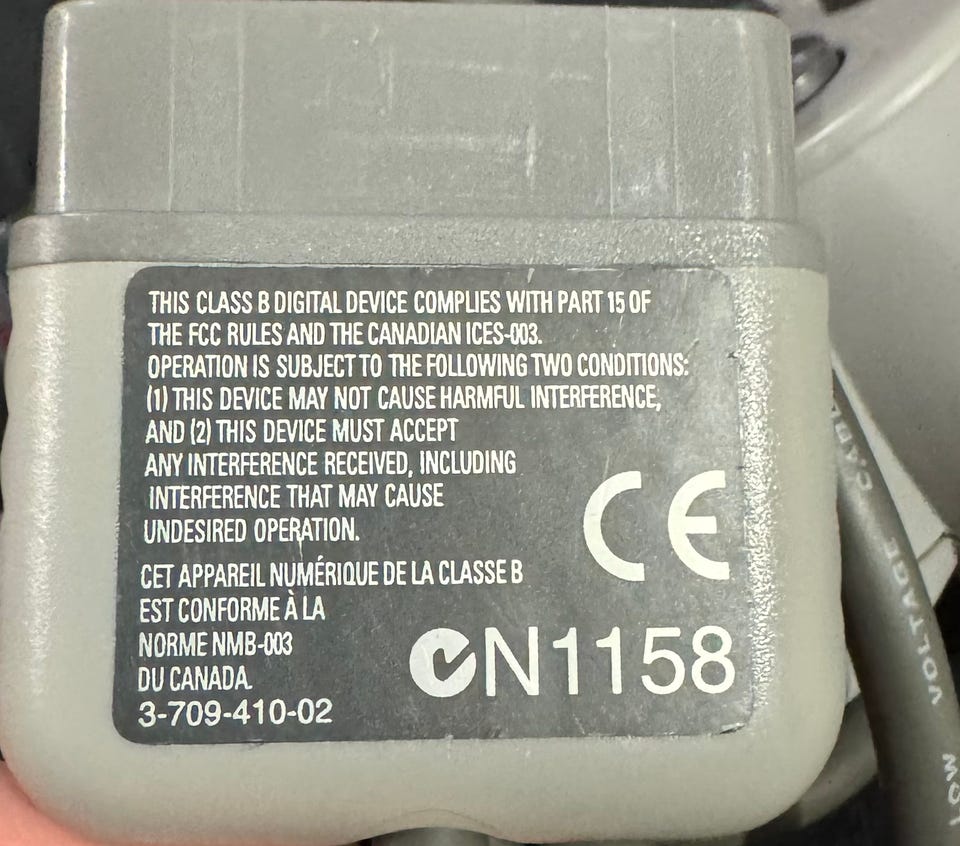 THIS CLASS B DIGITAL DEVICE COMPLIES WITH PART 15 OF
THE FCC RULES AND THE CANADIAN ICES-003.
OPERATION IS SUBJECT TO THE FOLLOWING TWO CONDITIONS:
(1) THIS DEVICE MAY NOT CAUSE HARMFUL INTERFERENCE,
AND (2) THIS DEVICE MUST ACCEPT
ANY INTERFERENCE RECEIVED, INCLUDING
INTERFERENCE THAT MAY CAUSE
UNDESIRED OPERATION.
CE
CET APPAREIL NUMÉRIQUE DE LA CLASSE B
EST CONFORME À LA
NORME NMB-003
DU CANADA.
N1158
3-709-410-02
LOW VOLTAGE